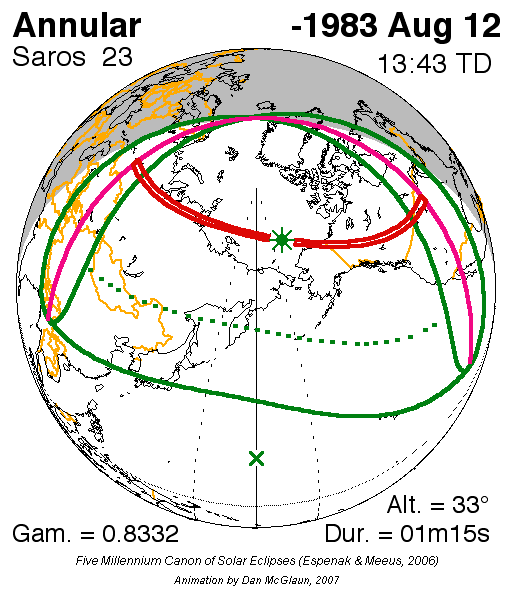 Annular -1983 Aug 12
Saros 23 13:43 TD
Alt. = 33°
Gam. = 0.8332 Dur. = 01m15s
Five Millennium Canon of Solar Eclipses (Espenak & Meeus, 2006)
Animation by Dan McGlaun, 2007